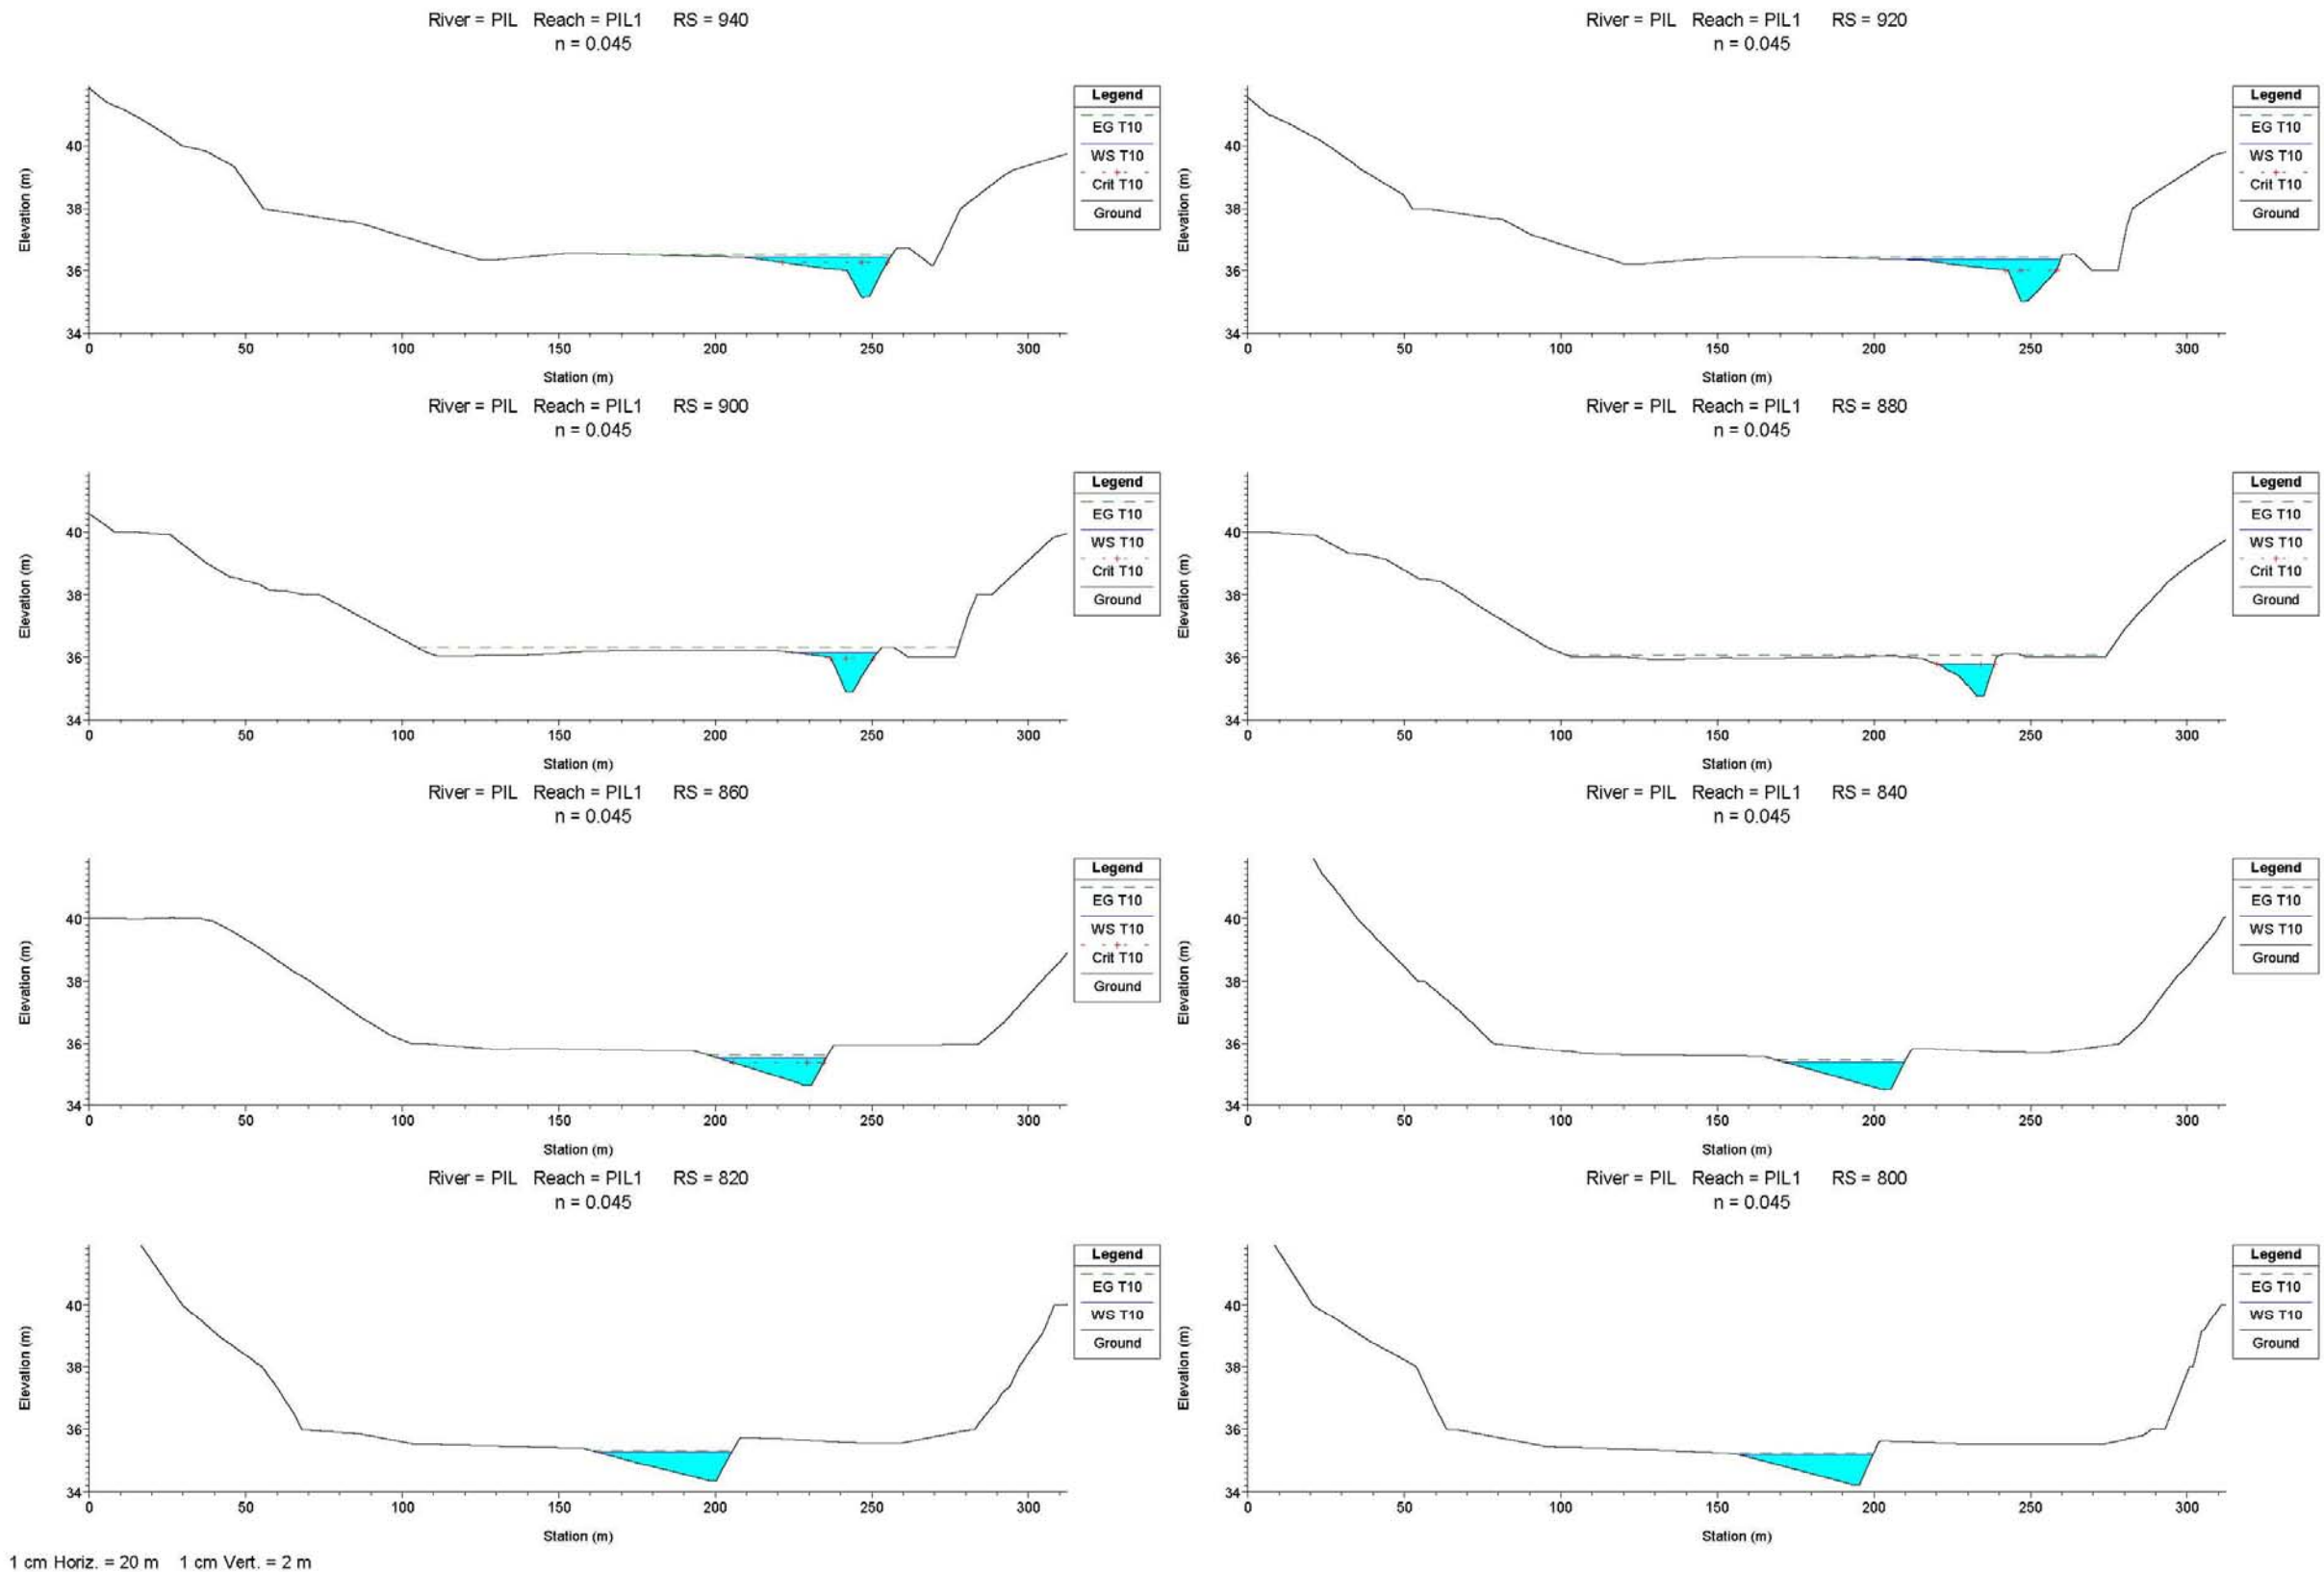 River = PIL   Reach = PIL1      RS = 940
n = 0.045
Legend
EG T10
WS T10
Crit T10
Ground
Elevation (m)
40
38
36
34
0 50 100 150 200 250 300
Station (m)
River = PIL   Reach = PIL1      RS = 920
n = 0.045
Legend
EG T10
WS T10
Crit T10
Ground
Elevation (m)
40
38
36
34
0 50 100 150 200 250 300
Station (m)
River = PIL   Reach = PIL1      RS = 900
n = 0.045
Legend
EG T10
WS T10
Crit T10
Ground
Elevation (m)
40
38
36
34
0 50 100 150 200 250 300
Station (m)
River = PIL   Reach = PIL1      RS = 880
n = 0.045
Legend
EG T10
WS T10
Crit T10
Ground
Elevation (m)
40
38
36
34
0 50 100 150 200 250 300
Station (m)
River = PIL   Reach = PIL1      RS = 860
n = 0.045
Legend
EG T10
WS T10
Crit T10
Ground
Elevation (m)
40
38
36
34
0 50 100 150 200 250 300
Station (m)
River = PIL   Reach = PIL1      RS = 840
n = 0.045
Legend
EG T10
WS T10
Ground
Elevation (m)
40
38
36
34
0 50 100 150 200 250 300
Station (m)
River = PIL   Reach = PIL1      RS = 820
n = 0.045
Legend
EG T10
WS T10
Ground
Elevation (m)
40
38
36
34
0 50 100 150 200 250 300
Station (m)
River = PIL   Reach = PIL1      RS = 800
n = 0.045
Legend
EG T10
WS T10
Ground
Elevation (m)
40
38
36
34
0 50 100 150 200 250 300
Station (m)
1 cm Horiz. = 20 m    1 cm Vert. = 2 m